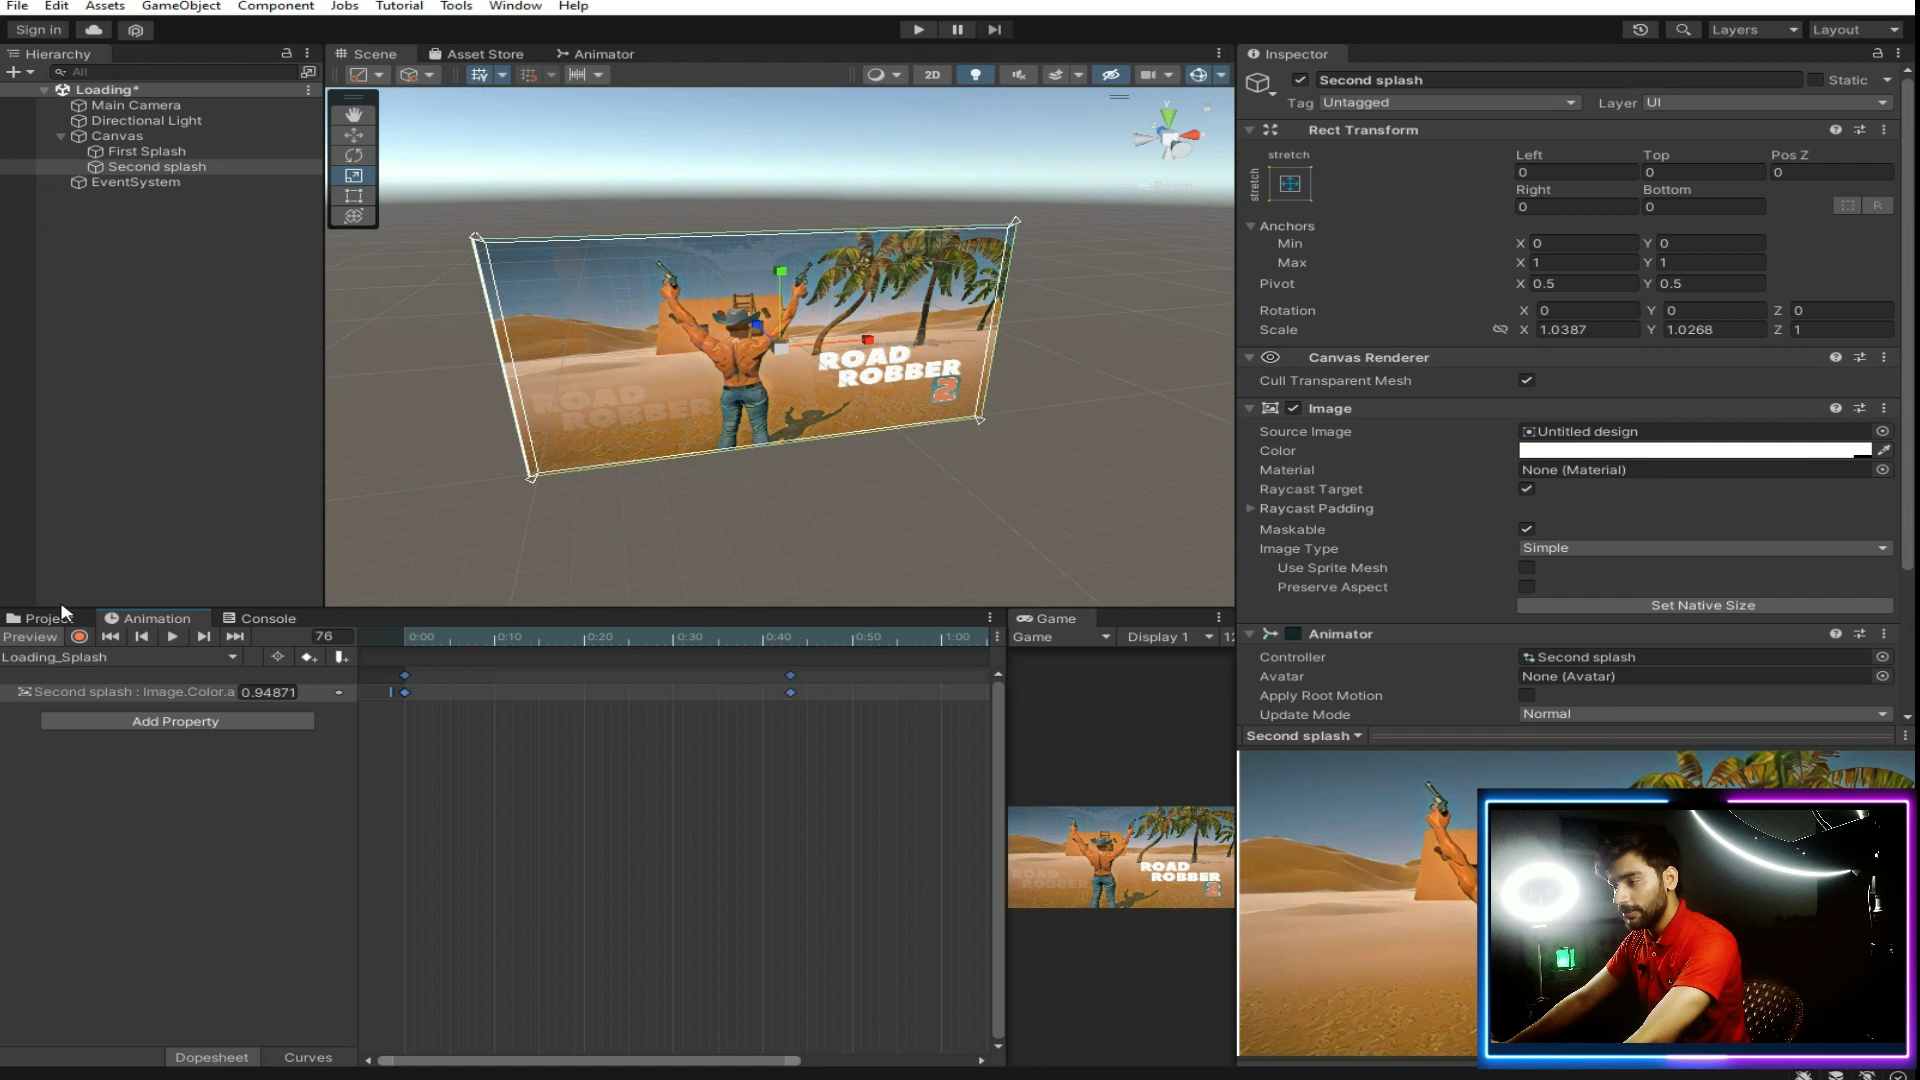 File Edit Assets GameObject Component Jobs Tutorial Tools Window Help
Sign in
Layers Layout
Hierarchy
All
Loading*
Main Camera
Directional Light
Canvas
First Splash
Second splash
EventSystem
Scene Asset Store Animator
2D
Y
ROAD
ROBBER
2
ROAD
ROBBER
Inspector
Second splash Static
Tag Untagged Layer UI
Rect Transform
stretch
stretch
Left Top Pos Z
0 0 0
Right Bottom
0 0
R
Anchors
Min X 0 Y 0
Max X 1 Y 1
Pivot X 0.5 Y 0.5
Rotation X 0 Y 0 Z 0
Scale X 1.0387 Y 1.0268 Z 1
Canvas Renderer
Cull Transparent Mesh
Image
Source Image Untitled design
Color
Material None (Material)
Raycast Target
Raycast Padding
Maskable
Image Type Simple
Use Sprite Mesh
Preserve Aspect
Set Native Size
Animator
Controller Second splash
Avatar None (Avatar)
Apply Root Motion
Update Mode Normal
Second splash
Project Animation Console
Preview 76
0:00 0:10 0:20 0:30 0:40 0:50 1:00
Loading_Splash
Second splash : Image.Color.a 0.94871
Add Property
Dopesheet Curves
Game
Game Display 1
ROAD
ROBBER
2